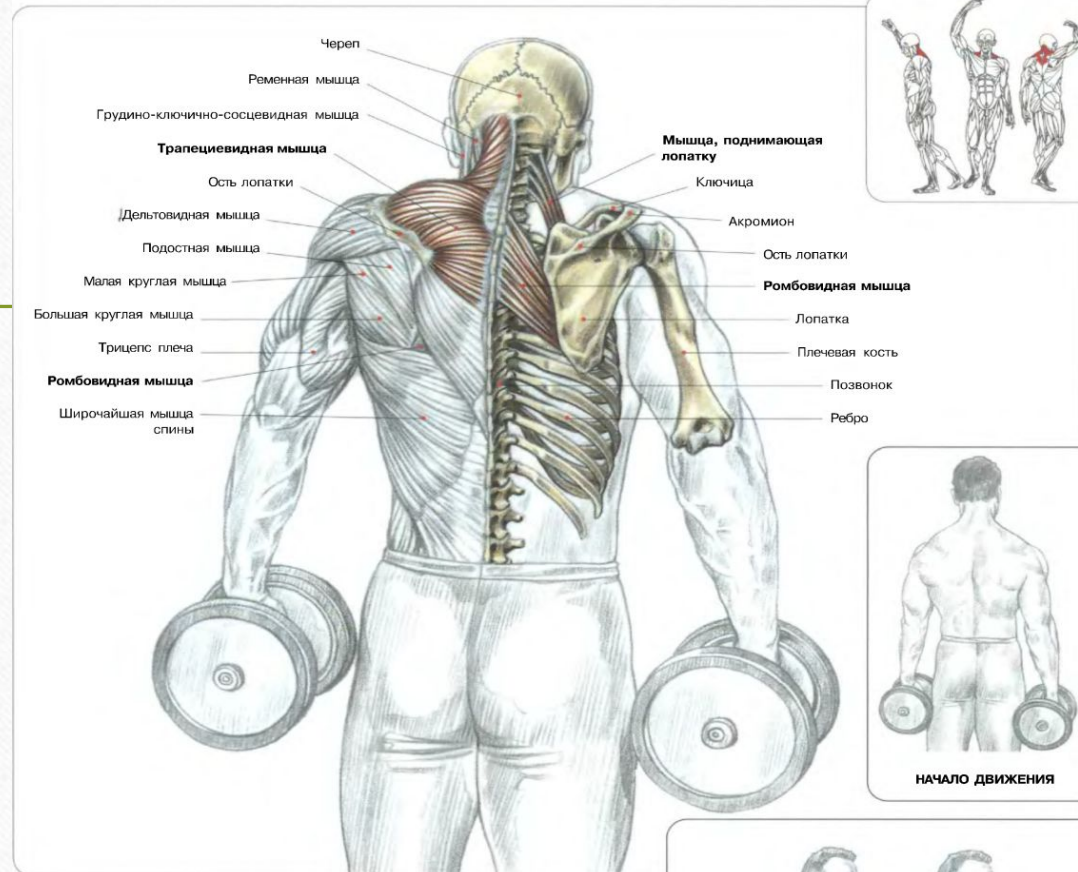 Череп
Ременная мышца
Грудино-ключично-сосцевидная мышца
Трапециевидная мышца
Ость лопатки
Дельтовидная мышца
Подостная мышца
Малая круглая мышца
Большая круглая мышца
Трицепс плеча
Ромбовидная мышца
Широчайшая мышца
спины
Мышца, поднимающая
лопатку
Ключица
Акромион
Ость лопатки
Ромбовидная мышца
Лопатка
Плечевая кость
Позвонок
Ребро
НАЧАЛО ДВИЖЕНИЯ